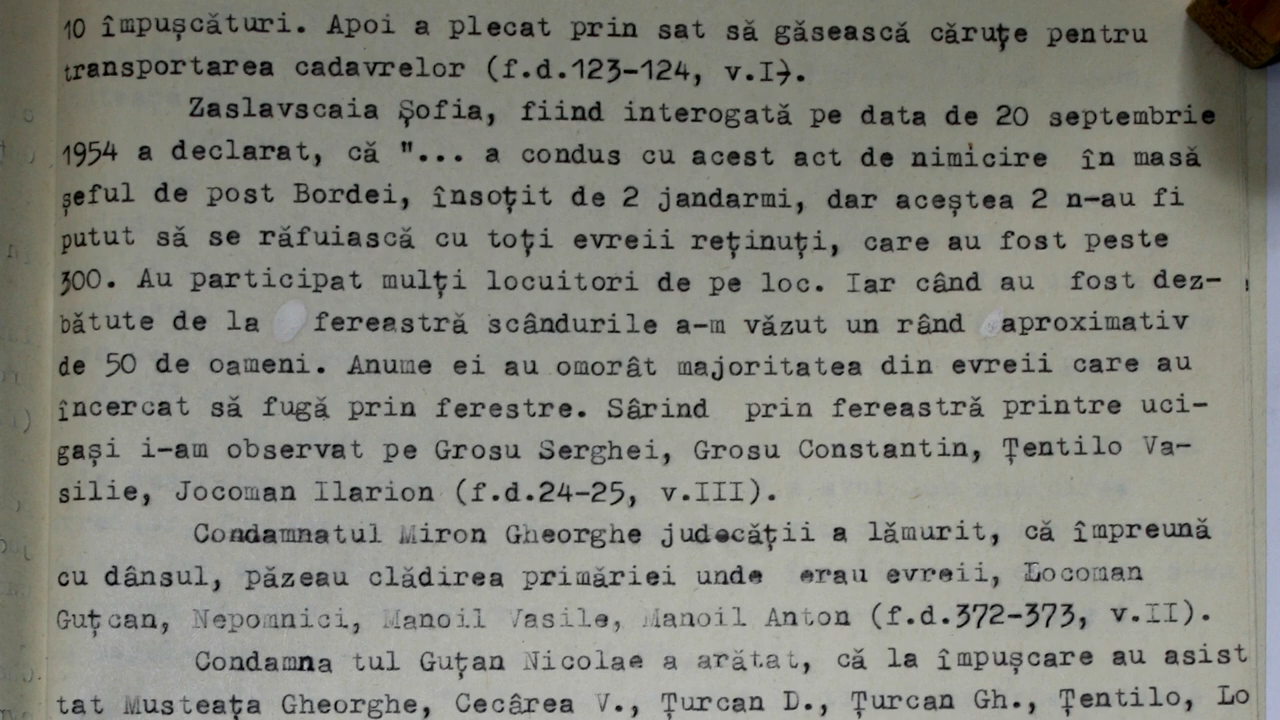 10 împușcături. Apoi a plecat prin sat să găsească căruțe pentru
transportarea cadavrelor (f.d.123-124, v.I).
Zaslavscaia Șofia, fiind interogată pe data de 20 septembrie
1954 a declarat, că "... a condus cu acest act de nimicire în masă
șeful de post Bordei, însoțit de 2 jandarmi, dar aceștea 2 n-au fi
putut să se răfuiască cu toți evreii reținuți, care au fost peste
300. Au participat mulți locuitori de pe loc. Iar când au fost dez-
bătute de la fereastră scândurile a-m văzut un rând aproximativ
de 50 de oameni. Anume ei au omorât majoritatea din evreii care au
încercat să fugă prin ferestre. Sârind prin fereastră printre uci-
gași i-am observat pe Grosu Serghei, Grosu Constantin, Țentilo Va-
silie, Jocoman Ilarion (f.d.24-25, v.III).
Condamnatul Miron Gheorghe judecății a lămurit, că împreună
cu dânsul, păzeau clădirea primăriei unde erau evreii, Locoman
Guțcan, Nepomnici, Manoil Vasile, Manoil Anton (f.d.372-373, v.II).
Condamna tul Guțan Nicolae a arătat, că la împușcare au asist
tat Musteața Gheorghe, Cecârea V., Țurcan D., Țurcan Gh., Țentilo, Lo